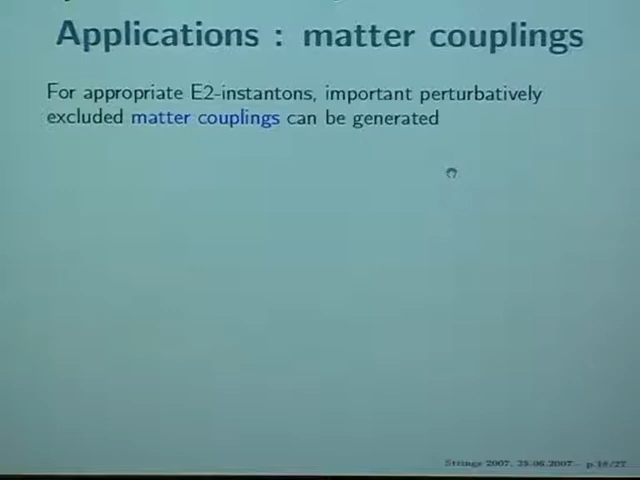 Applications : matter couplings
For appropriate E2-instantons, important perturbatively
excluded matter couplings can be generated
Strings 2007, 25.06.2007 – p.18/27